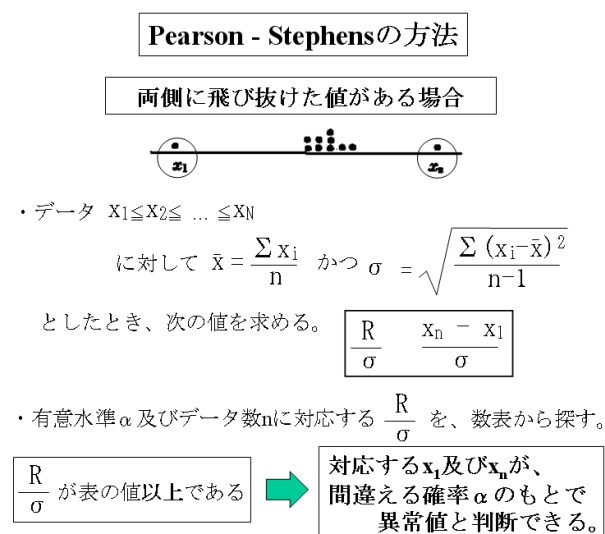 Pearson - Stephensの方法
両側に飛び抜けた値がある場合
x1 xn
・データ x1≦x2≦ … ≦xN
に対して x̄ = Σxi / n かつ σ = √(Σ(xi−x̄)2 / n−1)
としたとき、次の値を求める。 R/σ xn − x1/σ
・有意水準α及びデータ数nに対応する R/σ を、数表から探す。
R/σ が表の値以上である
対応するx1及びxnが、
間違える確率αのもとで
異常値と判断できる。